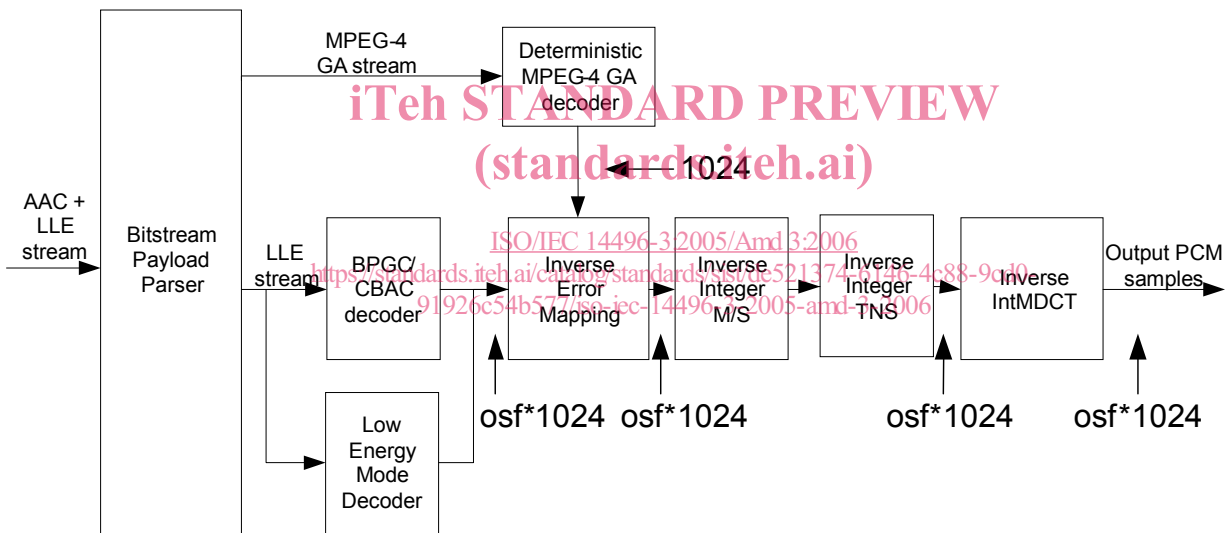 MPEG-4
GA stream
Deterministic
MPEG-4 GA
decoder
iTeh STANDARD PREVIEW
(standards.iteh.ai)
1024
AAC +
LLE
stream
Bitstream
Payload
Parser
LLE
stream
BPGC/
CBAC
decoder
ISO/IEC 14496-3:2005/Amd 3:2006
https://standards.iteh.ai/catalog/standards/sist/de521374-6146-4c88-9cd0-
91926c54b577/iso-iec-14496-3-2005-amd-3-2006
Inverse
Error
Mapping
Inverse
Integer
M/S
Inverse
Integer
TNS
Inverse
IntMDCT
Output PCM
samples
osf*1024
osf*1024
osf*1024
osf*1024
Low
Energy
Mode
Decoder